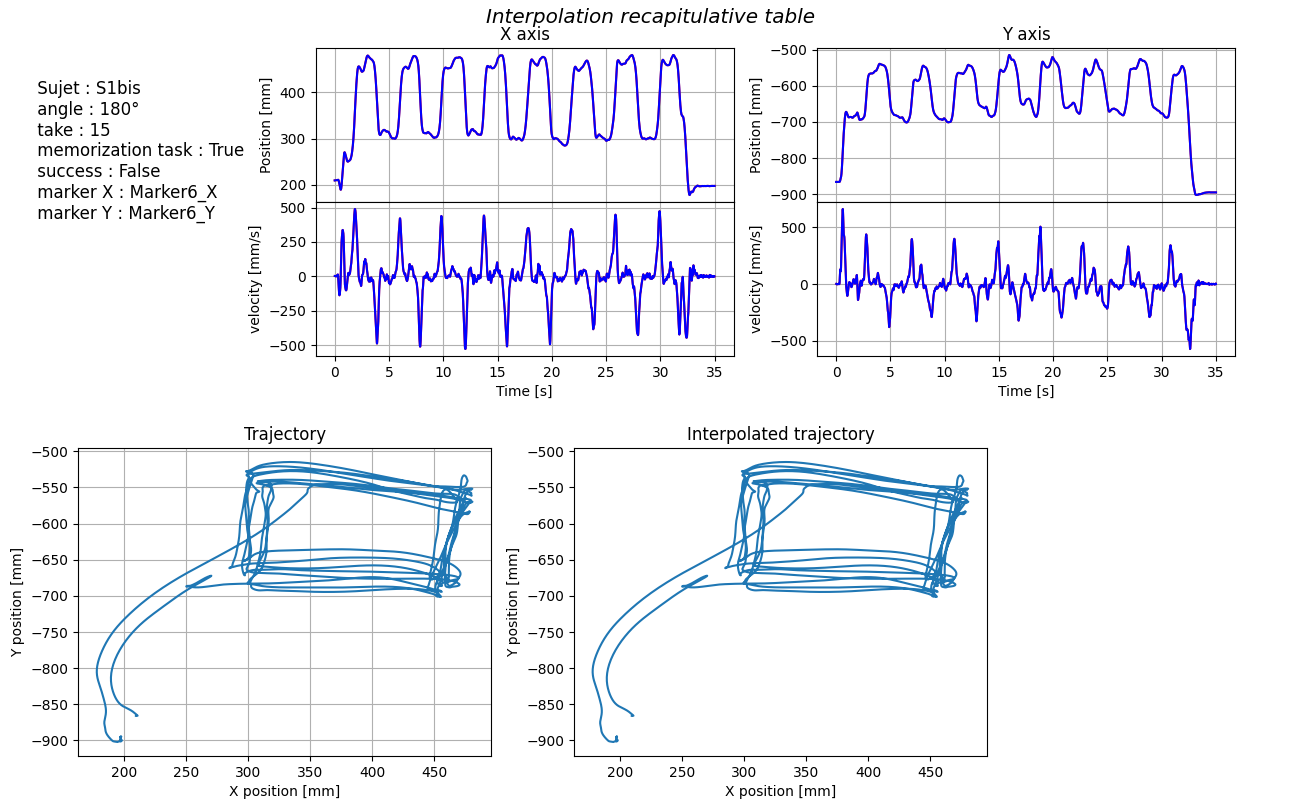 Interpolation recapitulative table
X axis
Y axis
Sujet : S1bis
angle : 180°
take : 15
memorization task : True
success : False
marker X : Marker6_X
marker Y : Marker6_Y
Position [mm]
400
300
200
velocity [mm/s]
500
250
0
−250
−500
0 5 10 15 20 25 30 35
Time [s]
Position [mm]
−500
−600
−700
−800
−900
velocity [mm/s]
500
0
−500
0 5 10 15 20 25 30 35
Time [s]
Trajectory
Y position [mm]
−500
−550
−600
−650
−700
−750
−800
−850
−900
200 250 300 350 400 450
X position [mm]
Interpolated trajectory
Y position [mm]
−500
−550
−600
−650
−700
−750
−800
−850
−900
200 250 300 350 400 450
X position [mm]